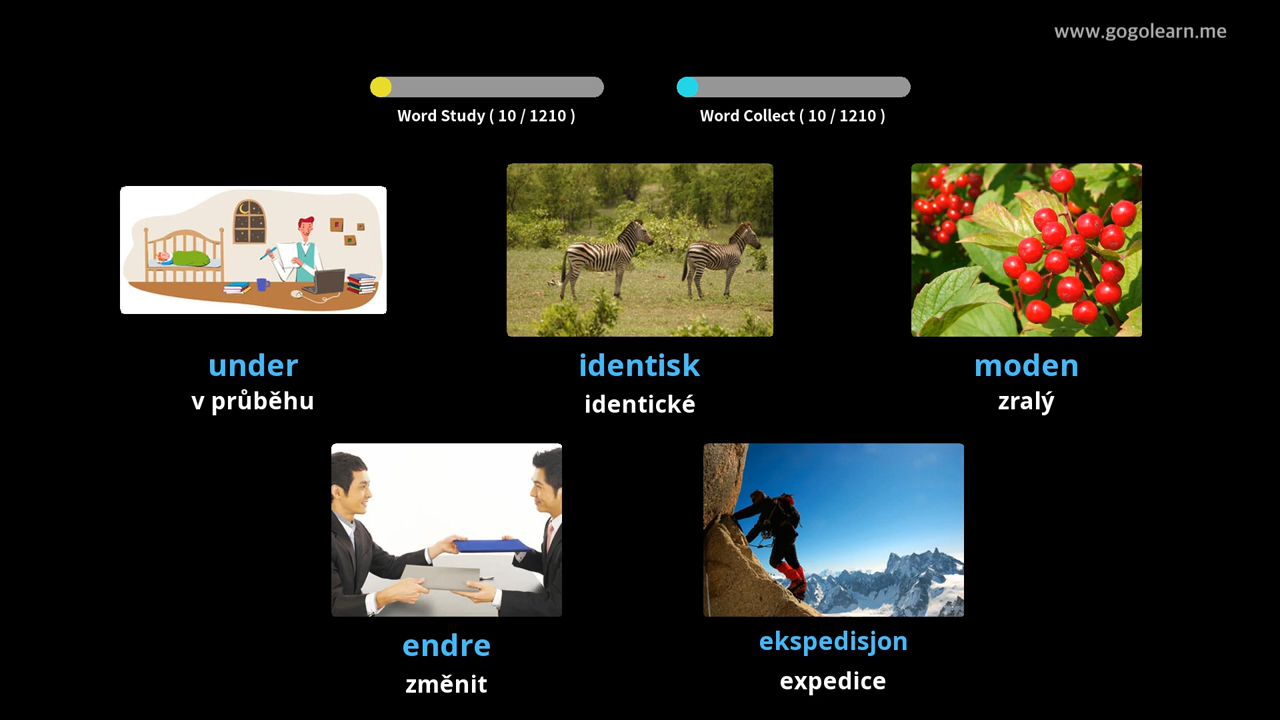 www.gogolearn.me
Word Study ( 10 / 1210 )
Word Collect ( 10 / 1210 )
under
v průběhu
identisk
identické
moden
zralý
endre
změnit
ekspedisjon
expedice